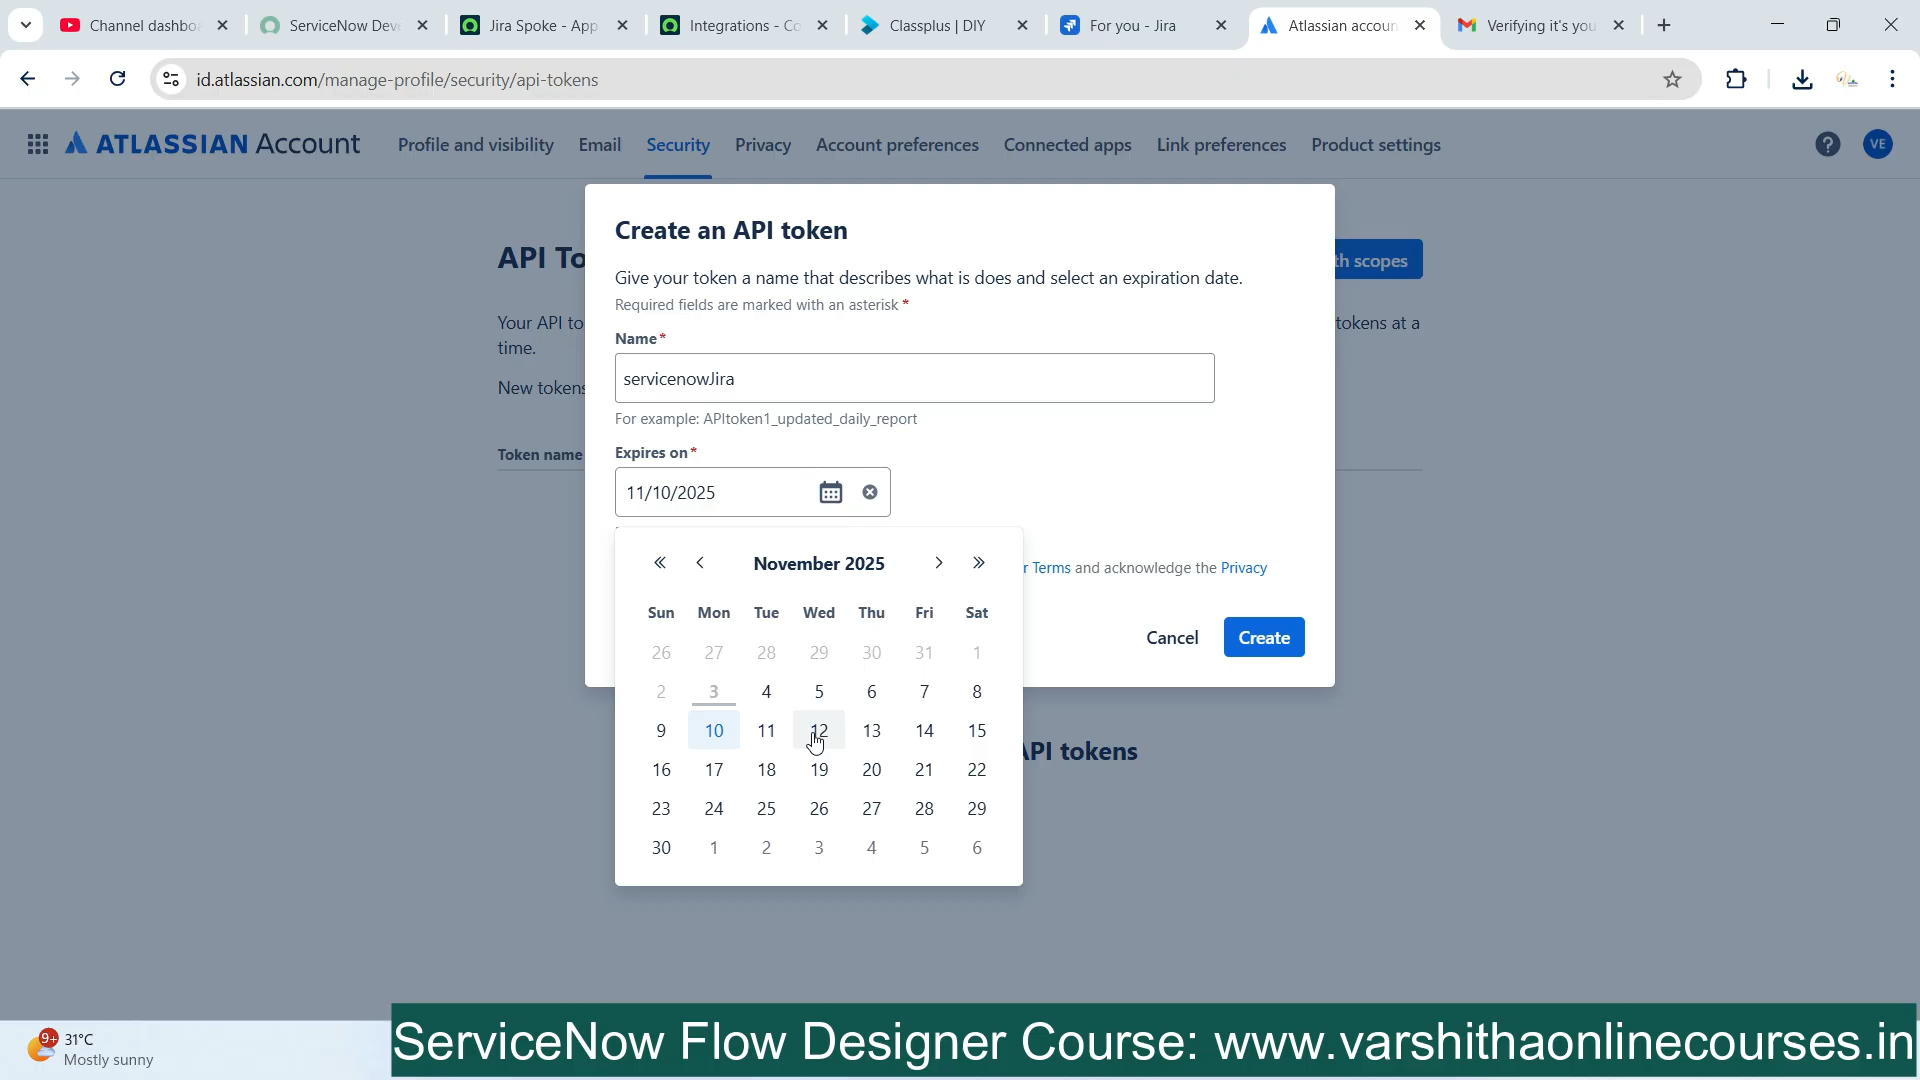 Channel dashbo
ServiceNow Deve
Jira Spoke - App
Integrations - Co
Classplus | DIY
For you - Jira
Atlassian accoun
Verifying it's you
id.atlassian.com/manage-profile/security/api-tokens
ATLASSIAN Account
Profile and visibility
Email
Security
Privacy
Account preferences
Connected apps
Link preferences
Product settings
VE
Create an API token
API To
th scopes
Give your token a name that describes what is does and select an expiration date.
Required fields are marked with an asterisk *
Your API to
tokens at a
time.
Name *
servicenowJira
New tokens
For example: APItoken1_updated_daily_report
Token name
Expires on *
11/10/2025
November 2025
r Terms and acknowledge the Privacy
Sun Mon Tue Wed Thu Fri Sat
26 27 28 29 30 31 1
2 3 4 5 6 7 8
9 10 11 12 13 14 15
16 17 18 19 20 21 22
23 24 25 26 27 28 29
30 1 2 3 4 5 6
Cancel
Create
API tokens
9+
31°C
Mostly sunny
ServiceNow Flow Designer Course: www.varshithaonlinecourses.in